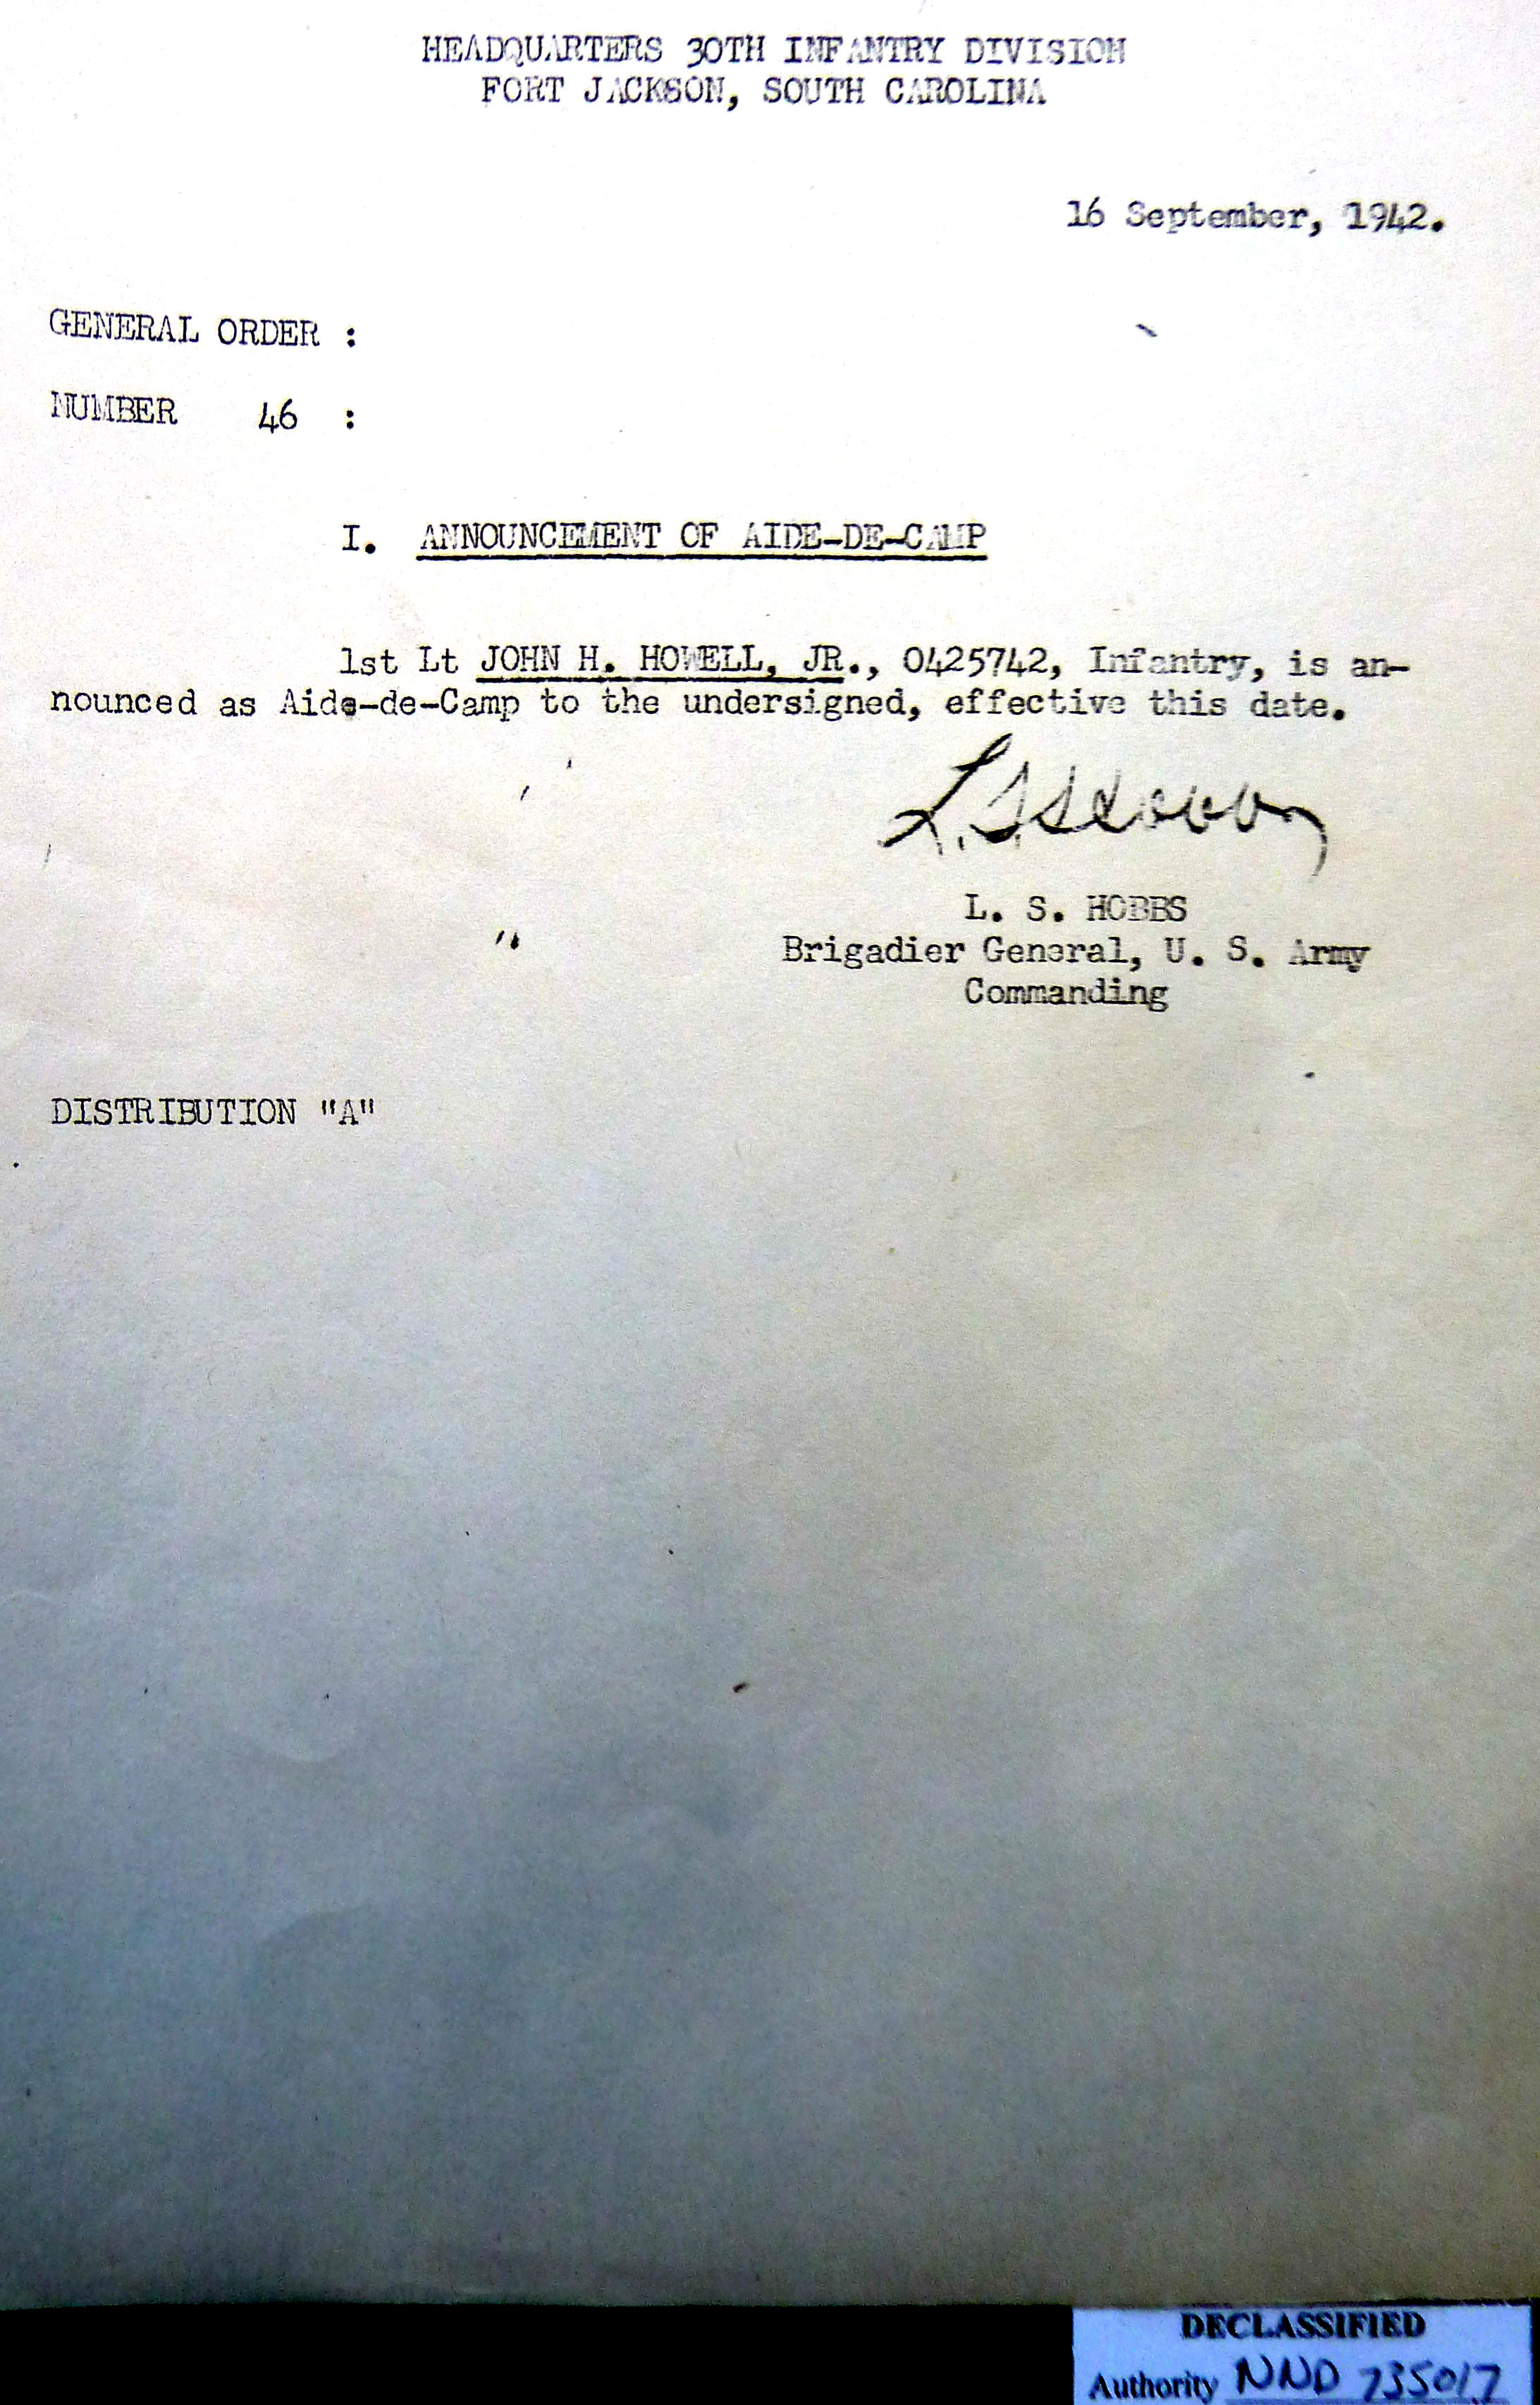 HEADQUARTERS 30TH INFANTRY DIVISION
FORT JACKSON, SOUTH CAROLINA
16 September, 1942.
GENERAL ORDER :
NUMBER 46 :
I. ANNOUNCEMENT OF AIDE-DE-CAMP
1st Lt JOHN H. HOWELL, JR., 0425742, Infantry, is an-
nounced as Aide-de-Camp to the undersigned, effective this date.
L. S. Hobbs
L. S. HOBBS
Brigadier General, U. S. Army
Commanding
DISTRIBUTION "A"
DECLASSIFIED
Authority NND 735017